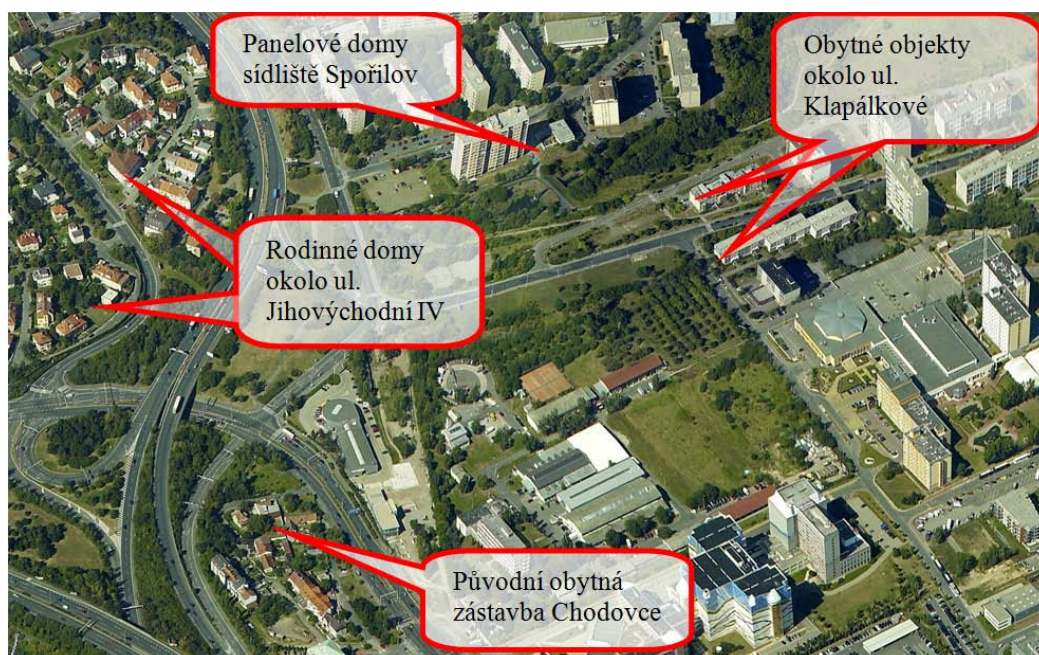 Panelové domy
sídliště Spořilov
Obytné objekty
okolo ul.
Klapálkové
Rodinné domy
okolo ul.
Jihovýchodní IV
Původní obytná
zástavba Chodovce